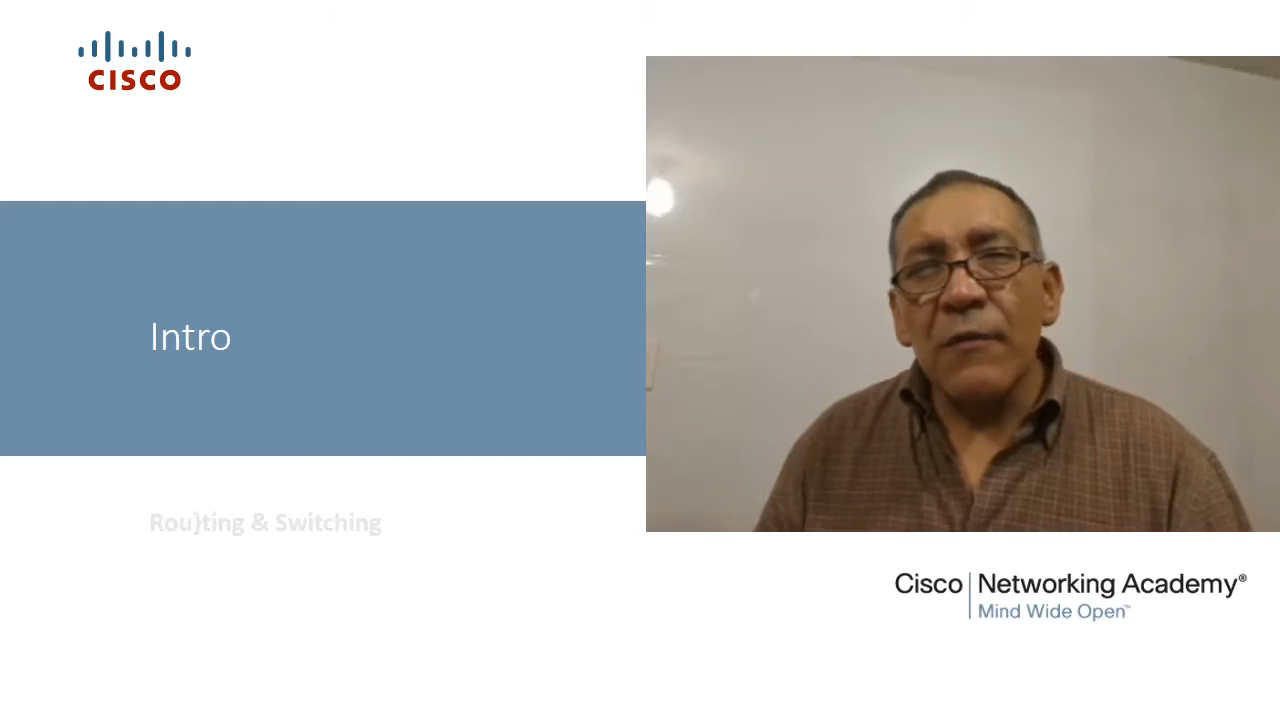 CISCO
Intro
Rou}ting & Switching
Cisco Networking Academy®
Mind Wide Open™